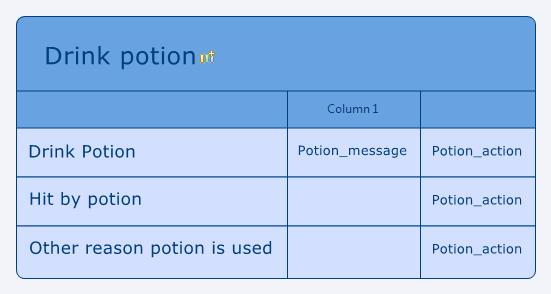 Drink potion
Column 1
Drink Potion Potion_message Potion_action
Hit by potion Potion_action
Other reason potion is used Potion_action